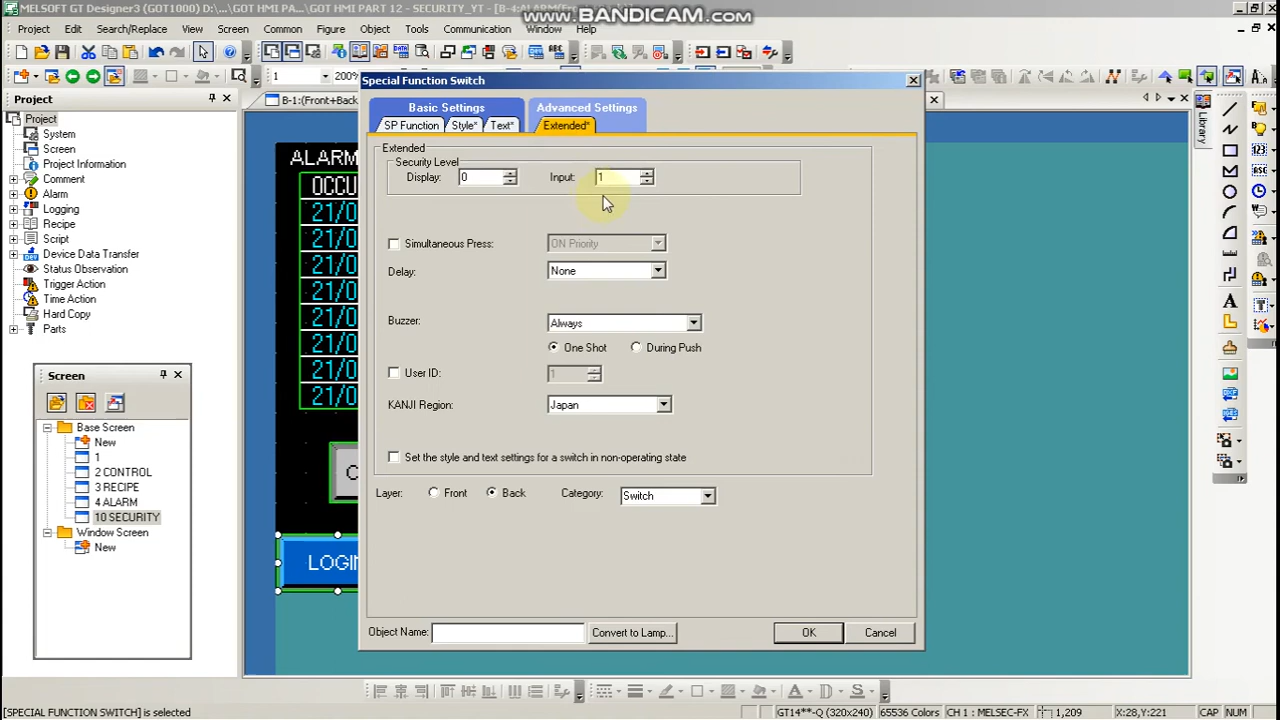 MELSOFT GT Designer3 (GOT1000) D:\...\GOT HMI PA...\GOT HMI PART 12 - SECURITY_YT - [B-4:ALARM(Front
www.BANDICAM.com
Project Edit Search/Replace View Screen Common Figure Object Tools Communication Window Help
1 200%
Project
Project
System
Screen
Project Information
Comment
Alarm
Logging
Recipe
Script
Device Data Transfer
Status Observation
Trigger Action
Time Action
Hard Copy
Parts
Screen
Base Screen
New
1
2 CONTROL
3 RECIPE
4 ALARM
10 SECURITY
Window Screen
New
B-1:(Front+Back
ALARM
OCCU
21/0
21/0
21/0
21/0
21/0
21/0
21/0
21/0
C
LOGIN
Special Function Switch
Basic Settings Advanced Settings
SP Function Style* Text* Extended*
Extended
Security Level
Display: 0 Input: 1
Simultaneous Press: ON Priority
Delay: None
Buzzer: Always
One Shot During Push
User ID: 1
KANJI Region: Japan
Set the style and text settings for a switch in non-operating state
Layer: Front Back Category: Switch
Object Name: Convert to Lamp... OK Cancel
Library
[SPECIAL FUNCTION SWITCH] is selected GT14**-Q (320x240) 65536 Colors CH 1 : MELSEC-FX 1,209 X:28,Y:221 CAP NUM